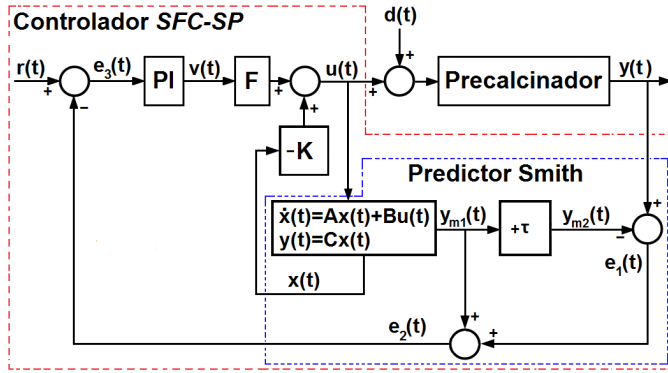 Controlador SFC-SP
d(t)
r(t)
e₃(t)
PI
v(t)
F
u(t)
Precalcinador
y(t)
+
−
+
+
+
+
−K
Predictor Smith
ẋ(t)=Ax(t)+Bu(t)
y(t)=Cx(t)
yₘ₁(t)
+τ
yₘ₂(t)
+
−
x(t)
e₁(t)
e₂(t)
+
+